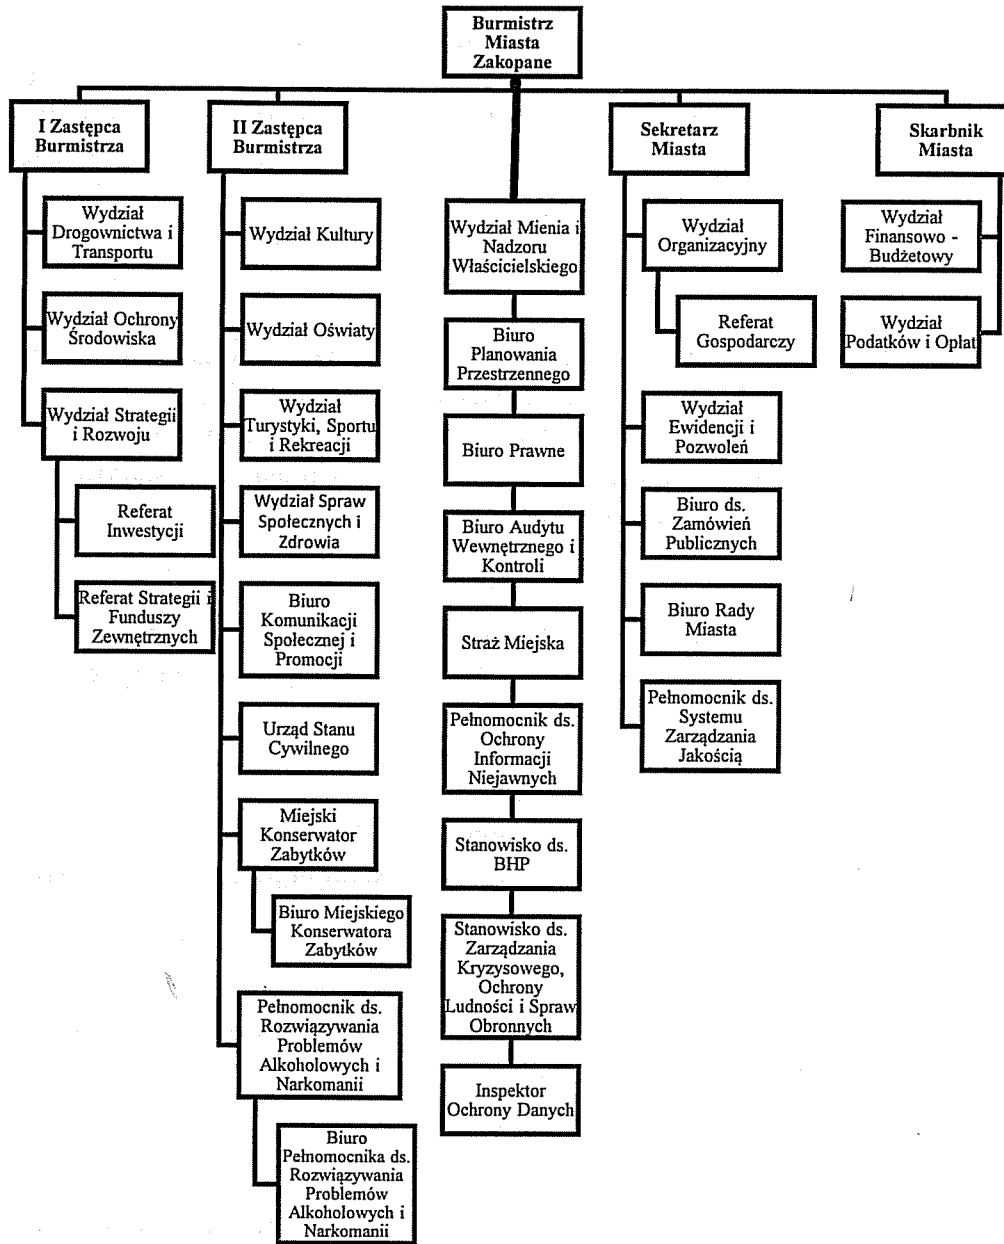 Burmistrz
Miasta
Zakopane
I Zastępca
Burmistrza
II Zastępca
Burmistrza
Sekretarz
Miasta
Skarbnik
Miasta
Wydział
Drogownictwa i
Transportu
Wydział Ochrony
Środowiska
Wydział Strategii
i Rozwoju
Referat
Inwestycji
Referat Strategii i
Funduszy
Zewnętrznych
Wydział Kultury
Wydział Oświaty
Wydział
Turystyki, Sportu
i Rekreacji
Wydział Spraw
Społecznych i
Zdrowia
Biuro
Komunikacji
Społecznej i
Promocji
Urząd Stanu
Cywilnego
Miejski
Konserwator
Zabytków
Biuro Miejskiego
Konserwatora
Zabytków
Pełnomocnik ds.
Rozwiązywania
Problemów
Alkoholowych i
Narkomanii
Biuro
Pełnomocnika ds.
Rozwiązywania
Problemów
Alkoholowych i
Narkomanii
Wydział Mienia i
Nadzoru
Właścicielskiego
Biuro
Planowania
Przestrzennego
Biuro Prawne
Biuro Audytu
Wewnętrznego i
Kontroli
Straż Miejska
Pełnomocnik ds.
Ochrony
Informacji
Niejawnych
Stanowisko ds.
BHP
Stanowisko ds.
Zarządzania
Kryzysowego,
Ochrony
Ludności i Spraw
Obronnych
Inspektor
Ochrony Danych
Wydział
Organizacyjny
Referat
Gospodarczy
Wydział
Ewidencji i
Pozwoleń
Biuro ds.
Zamówień
Publicznych
Biuro Rady
Miasta
Pełnomocnik ds.
Systemu
Zarządzania
Jakością
Wydział
Finansowo -
Budżetowy
Wydział
Podatków i Opłat